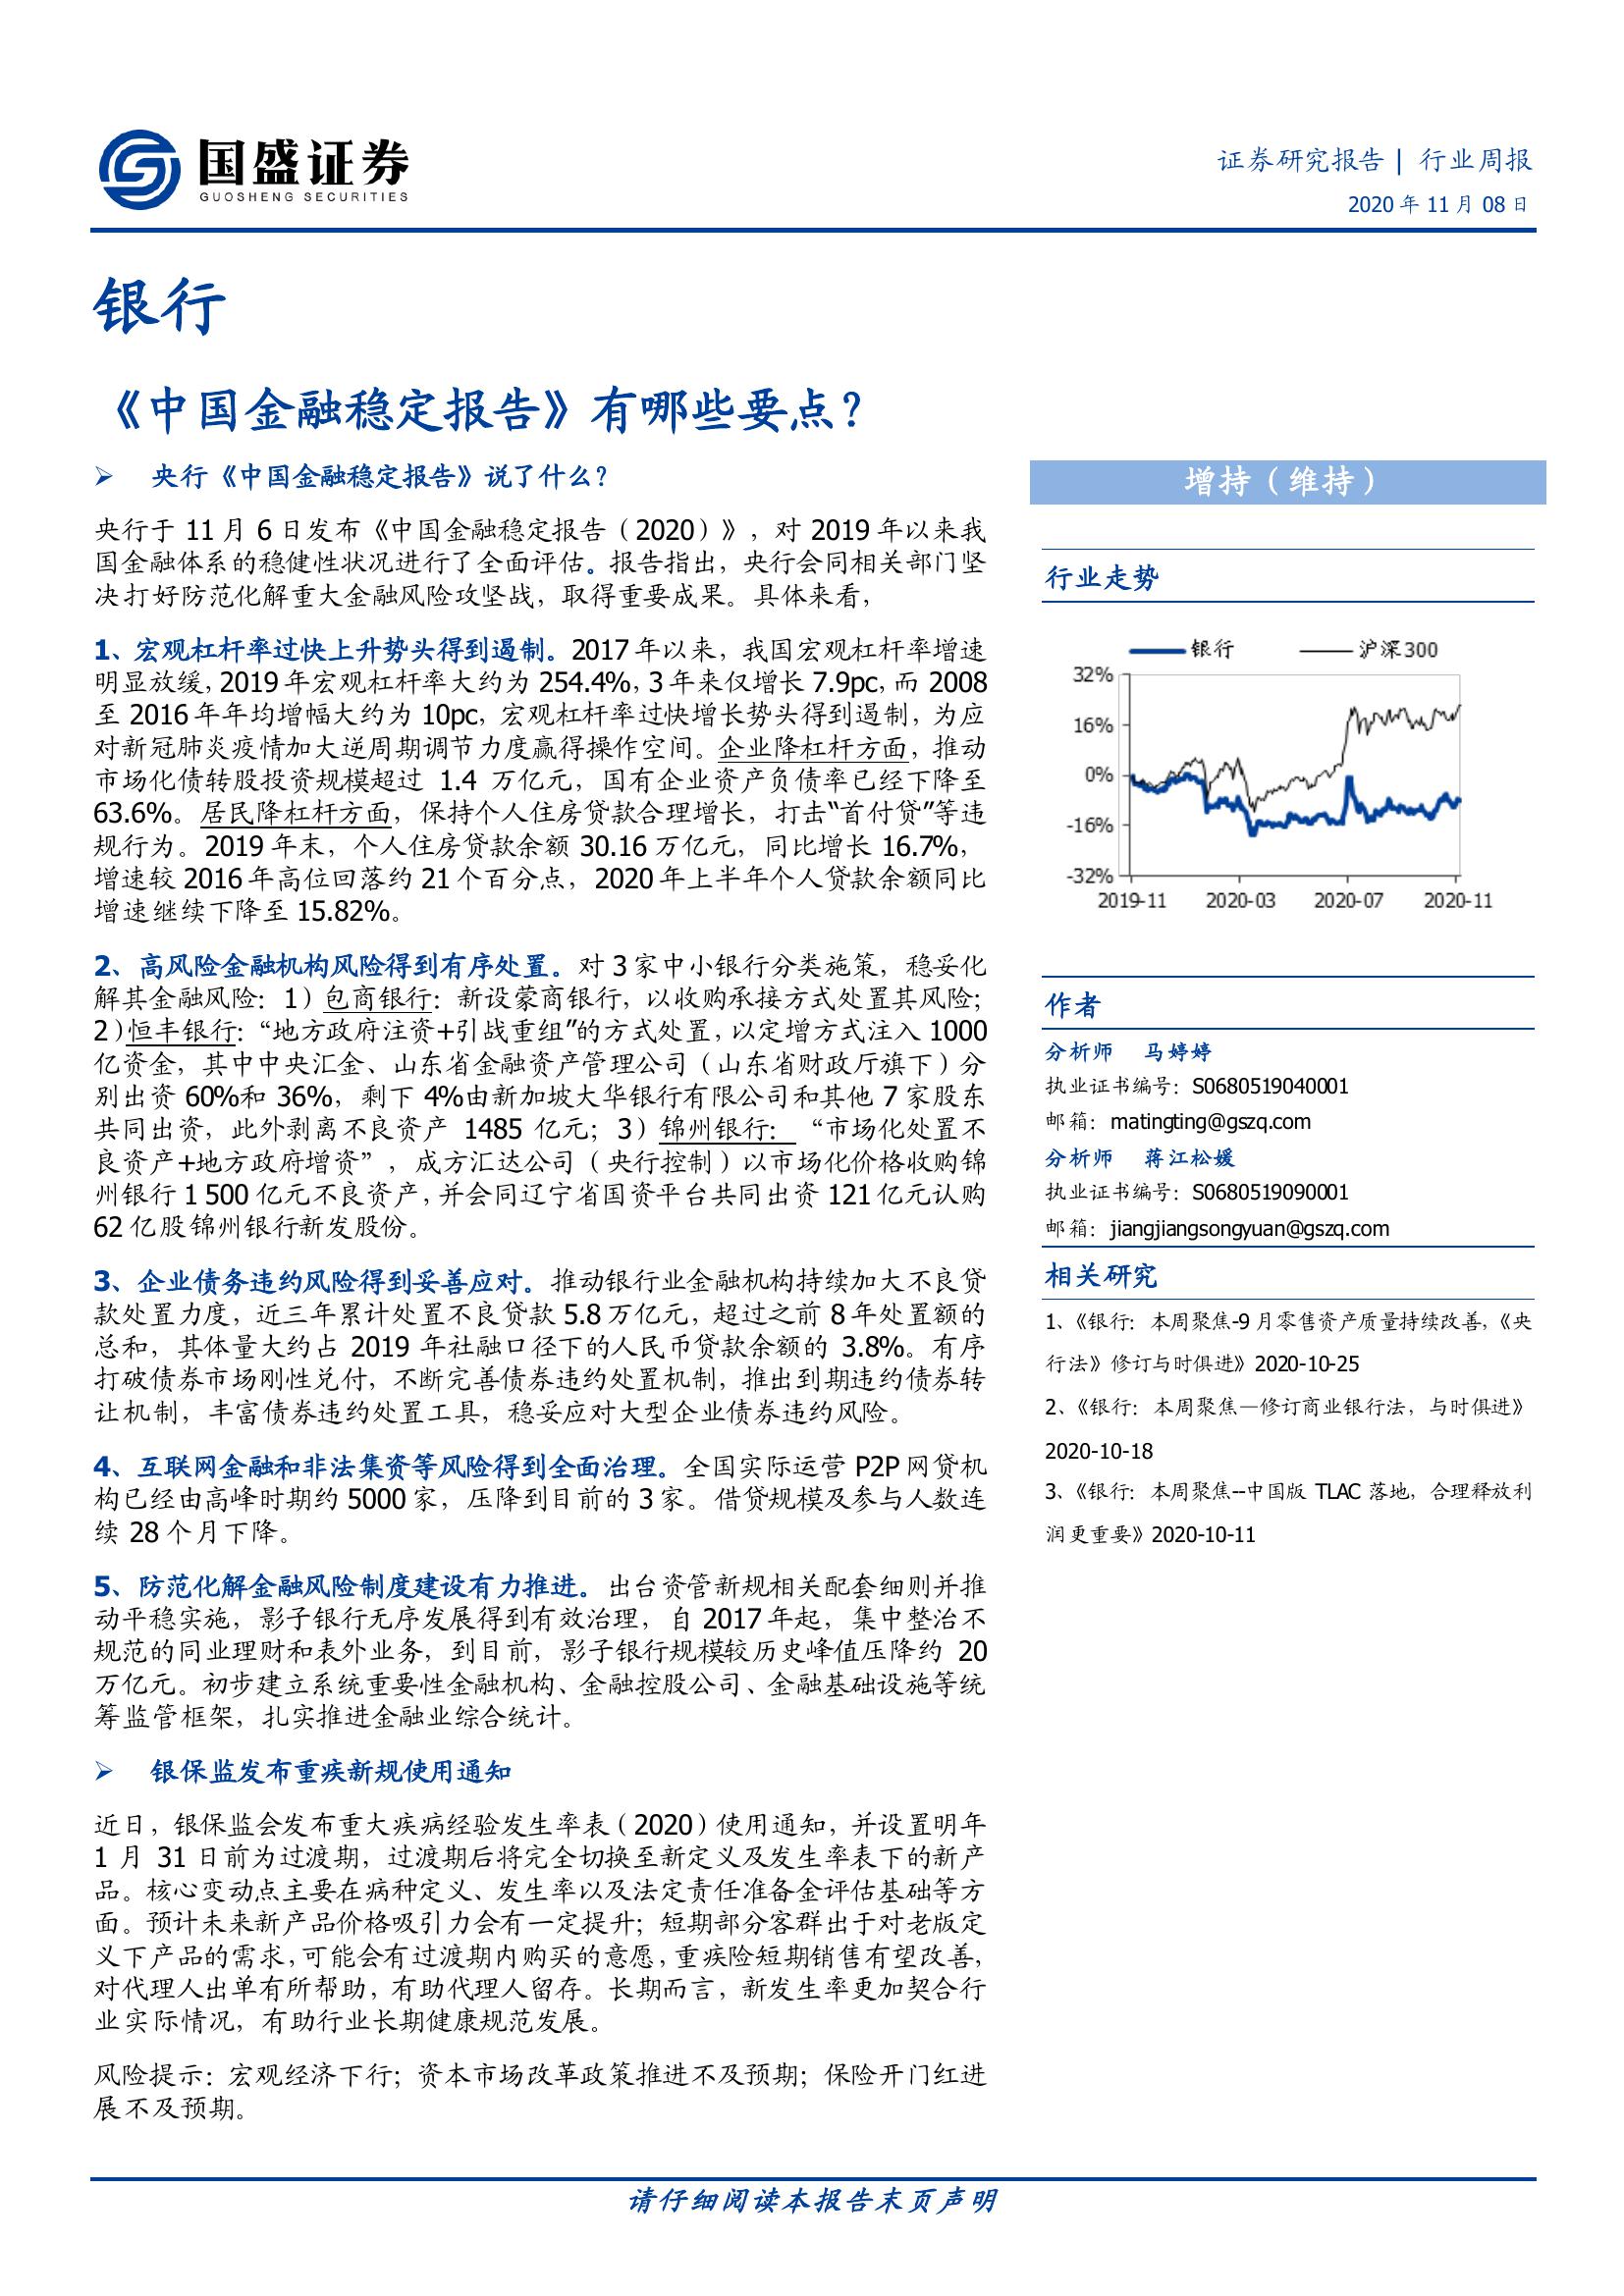 国盛证券
GUOSHENG SECURITIES
证券研究报告 | 行业周报
2020 年 11 月 08 日
银行
《中国金融稳定报告》有哪些要点？
➢ 央行《中国金融稳定报告》说了什么？
央行于 11 月 6 日发布《中国金融稳定报告（2020）》，对 2019 年以来我
国金融体系的稳健性状况进行了全面评估。报告指出，央行会同相关部门坚
决打好防范化解重大金融风险攻坚战，取得重要成果。具体来看，
1、宏观杠杆率过快上升势头得到遏制。2017 年以来，我国宏观杠杆率增速
明显放缓，2019 年宏观杠杆率大约为 254.4%，3 年来仅增长 7.9pc，而 2008
至 2016 年年均增幅大约为 10pc，宏观杠杆率过快增长势头得到遏制，为应
对新冠肺炎疫情加大逆周期调节力度赢得操作空间。企业降杠杆方面，推动
市场化债转股投资规模超过 1.4 万亿元，国有企业资产负债率已经下降至
63.6%。居民降杠杆方面，保持个人住房贷款合理增长，打击“首付贷”等违
规行为。2019 年末，个人住房贷款余额 30.16 万亿元，同比增长 16.7%，
增速较 2016 年高位回落约 21 个百分点，2020 年上半年个人贷款余额同比
增速继续下降至 15.82%。
2、高风险金融机构风险得到有序处置。对 3 家中小银行分类施策，稳妥化
解其金融风险：1）包商银行：新设蒙商银行，以收购承接方式处置其风险；
2）恒丰银行：“地方政府注资+引战重组”的方式处置，以定增方式注入 1000
亿资金，其中中央汇金、山东省金融资产管理公司（山东省财政厅旗下）分
别出资 60%和 36%，剩下 4%由新加坡大华银行有限公司和其他 7 家股东
共同出资，此外剥离不良资产 1485 亿元；3）锦州银行：“市场化处置不
良资产+地方政府增资”，成方汇达公司（央行控制）以市场化价格收购锦
州银行 1 500 亿元不良资产，并会同辽宁省国资平台共同出资 121 亿元认购
62 亿股锦州银行新发股份。
3、企业债务违约风险得到妥善应对。推动银行业金融机构持续加大不良贷
款处置力度，近三年累计处置不良贷款 5.8 万亿元，超过之前 8 年处置额的
总和，其体量大约占 2019 年社融口径下的人民币贷款余额的 3.8%。有序
打破债券市场刚性兑付，不断完善债券违约处置机制，推出到期违约债券转
让机制，丰富债券违约处置工具，稳妥应对大型企业债券违约风险。
4、互联网金融和非法集资等风险得到全面治理。全国实际运营 P2P 网贷机
构已经由高峰时期约 5000 家，压降到目前的 3 家。借贷规模及参与人数连
续 28 个月下降。
5、防范化解金融风险制度建设有力推进。出台资管新规相关配套细则并推
动平稳实施，影子银行无序发展得到有效治理，自 2017 年起，集中整治不
规范的同业理财和表外业务，到目前，影子银行规模较历史峰值压降约 20
万亿元。初步建立系统重要性金融机构、金融控股公司、金融基础设施等统
筹监管框架，扎实推进金融业综合统计。
➢ 银保监发布重疾新规使用通知
近日，银保监会发布重大疾病经验发生率表（2020）使用通知，并设置明年
1 月 31 日前为过渡期，过渡期后将完全切换至新定义及发生率表下的新产
品。核心变动点主要在病种定义、发生率以及法定责任准备金评估基础等方
面。预计未来新产品价格吸引力会有一定提升；短期部分客群出于对老版定
义下产品的需求，可能会有过渡期内购买的意愿，重疾险短期销售有望改善，
对代理人出单有所帮助，有助代理人留存。长期而言，新发生率更加契合行
业实际情况，有助行业长期健康规范发展。
风险提示：宏观经济下行；资本市场改革政策推进不及预期；保险开门红进
展不及预期。
增持（维持）
行业走势
银行 沪深300
32%
16%
0%
-16%
-32%
2019-11 2020-03 2020-07 2020-11
作者
分析师 马婷婷
执业证书编号：S0680519040001
邮箱：matingting@gszq.com
分析师 蒋江松媛
执业证书编号：S0680519090001
邮箱：jiangjiangsongyuan@gszq.com
相关研究
1、《银行：本周聚焦-9 月零售资产质量持续改善，《央
行法》修订与时俱进》2020-10-25
2、《银行：本周聚焦—修订商业银行法，与时俱进》
2020-10-18
3、《银行：本周聚焦--中国版 TLAC 落地，合理释放利
润更重要》2020-10-11
请仔细阅读本报告末页声明